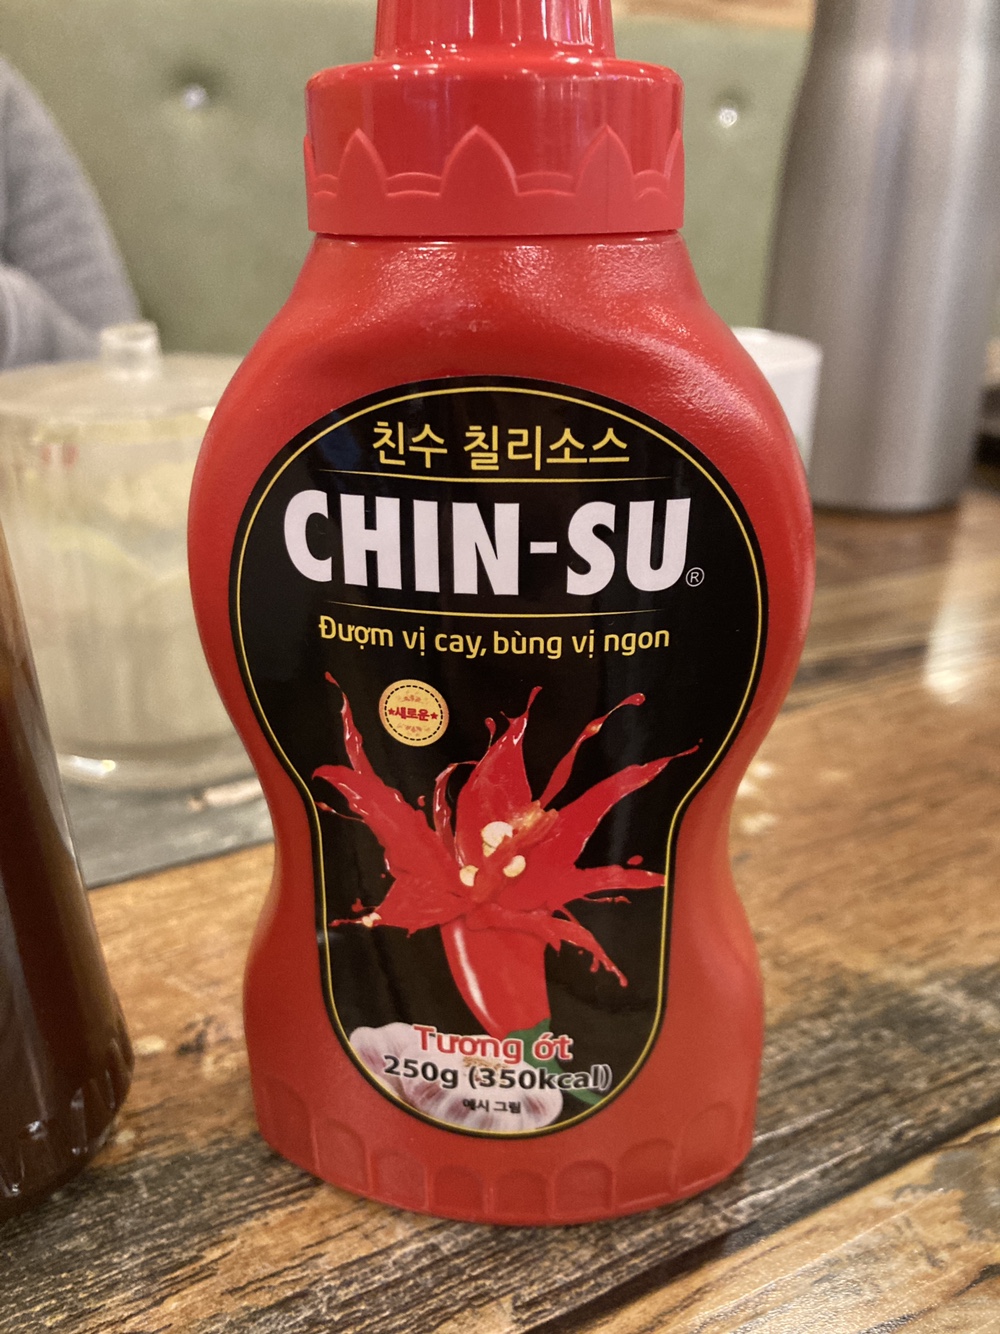 친수 칠리소스
CHIN-SU®
Đượm vị cay, bùng vị ngon
★새로운★
Tương ớt
250g (350kcal)
예시 그림